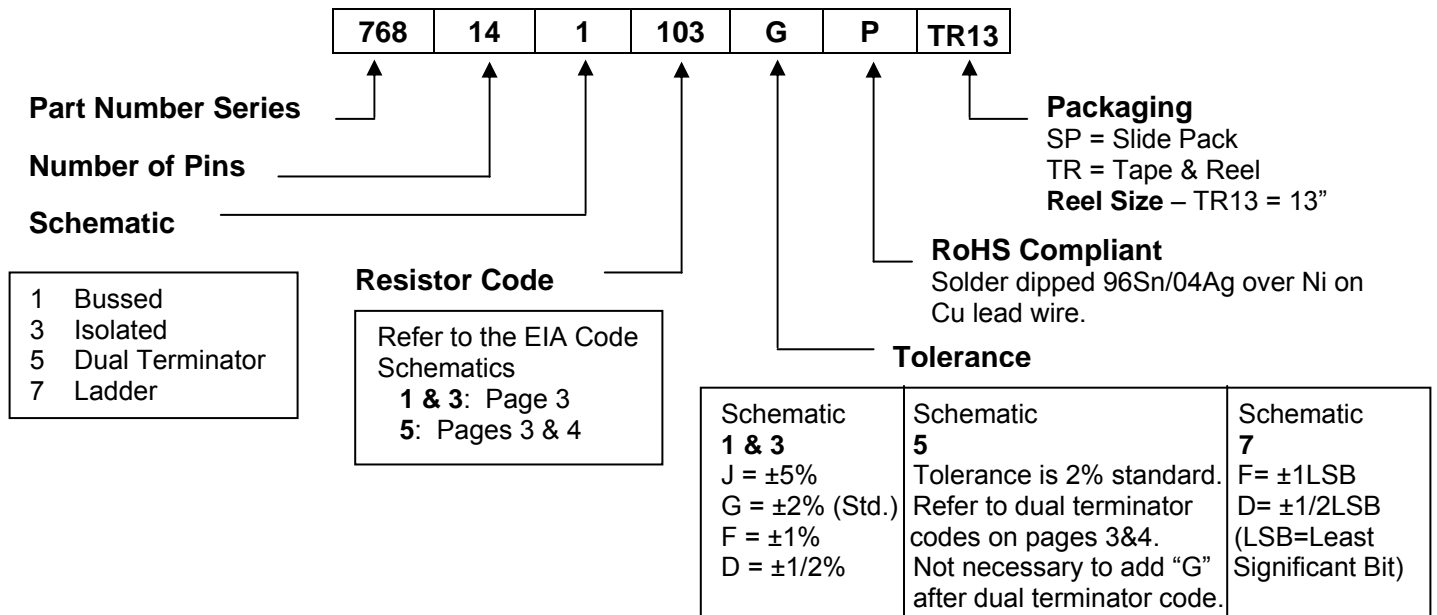 768 14 1 103 G P TR13
Part Number Series
Number of Pins
Schematic
1 Bussed
3 Isolated
5 Dual Terminator
7 Ladder
Resistor Code
Refer to the EIA Code
Schematics
1 & 3: Page 3
5: Pages 3 & 4
Packaging
SP = Slide Pack
TR = Tape & Reel
Reel Size – TR13 = 13”
RoHS Compliant
Solder dipped 96Sn/04Ag over Ni on
Cu lead wire.
Tolerance
Schematic
1 & 3
J = ±5%
G = ±2% (Std.)
F = ±1%
D = ±1/2%
Schematic
5
Tolerance is 2% standard.
Refer to dual terminator
codes on pages 3&4.
Not necessary to add “G”
after dual terminator code.
Schematic
7
F= ±1LSB
D= ±1/2LSB
(LSB=Least
Significant Bit)